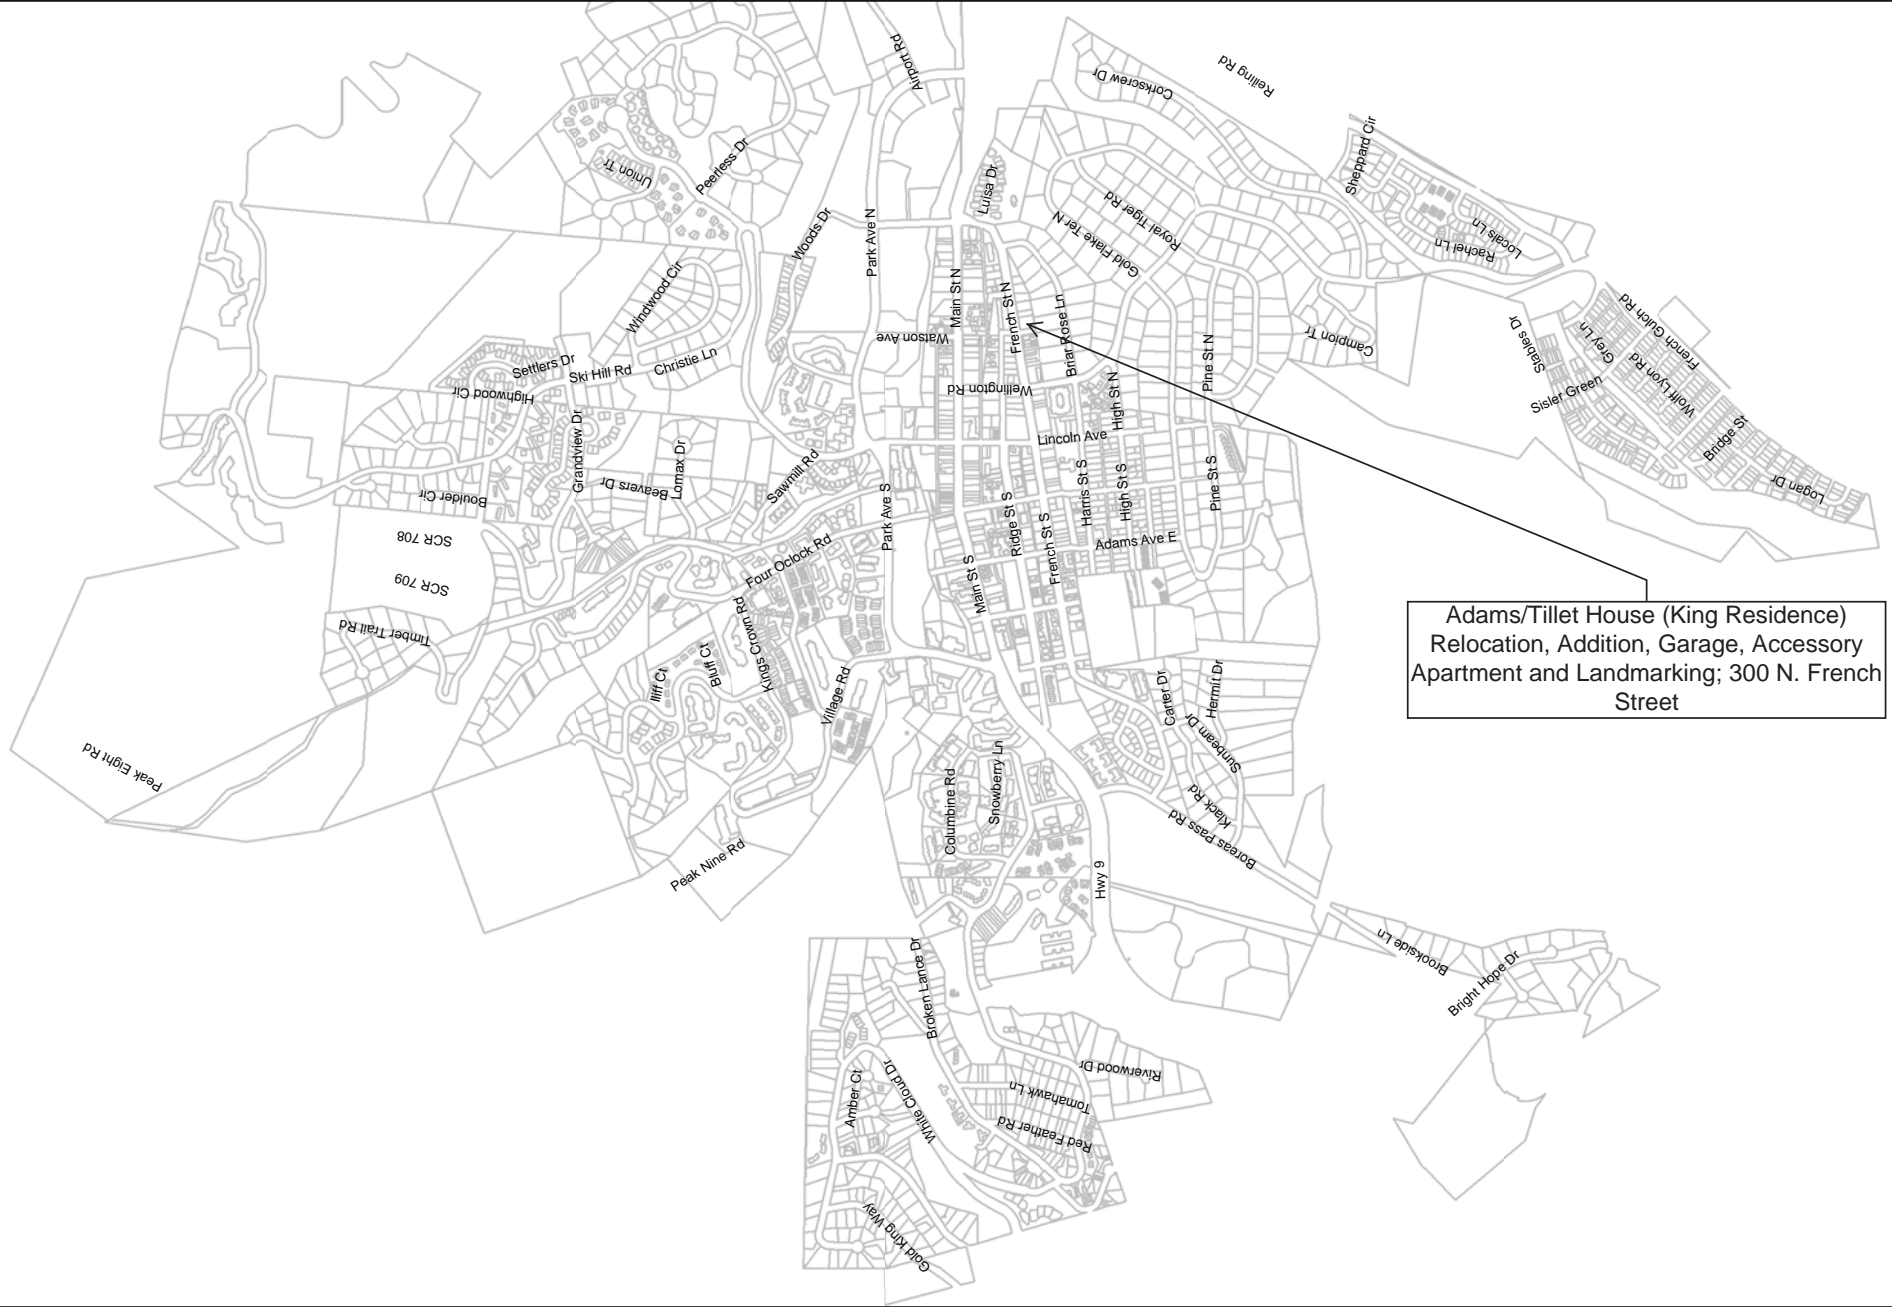 Airport Rd
Corkscrew Dr
Reiling Rd
Sheppard Cir
Union Tr
Peerless Dr
Luisa Dr
Woods Dr
Park Ave N
Gold Flake Ter N
Royal Tiger Rd
Rachel Ln
Locals Ln
Windwood Cir
Main St N
French St N
Briar Rose Ln
Watson Ave
Campion Tr
Stables Dr
Grey Ln
French Gulch Rd
Wolff Lyon Rd
Sisler Green
Bridge St
Logan Dr
Settlers Dr
Ski Hill Rd
Christie Ln
Highwood Cir
Wellington Rd
High St N
Pine St N
Grandview Dr
Beavers Dr
Lomax Dr
Sawmill Rd
Lincoln Ave
Boulder Cir
Park Ave S
Ridge St S
Harris St S
High St S
Pine St S
SCR 708
SCR 709
Four Oclock Rd
Main St S
French St S
Adams Ave E
Timber Trail Rd
Kings Crown Rd
Bluff Ct
Iliff Ct
Village Rd
Carter Dr
Hermit Dr
Sunbeam Dr
Adams/Tillet House (King Residence)
Relocation, Addition, Garage, Accessory
Apartment and Landmarking; 300 N. French
Street
Peak Eight Rd
Peak Nine Rd
Columbine Rd
Snowberry Ln
Klack Rd
Boreas Pass Rd
Hwy 9
Broken Lance Dr
Brookside Ln
Bright Hope Dr
Amber Ct
White Cloud Dr
Riverwood Dr
Tomahawk Ln
Red Feather Rd
Gold King Way